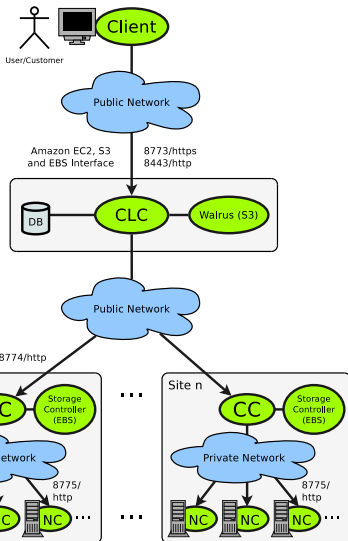 Client
User/Customer
Public Network
Amazon EC2, S3
and EBS Interface
8773/https
8443/http
DB
CLC
Walrus (S3)
Public Network
8774/http
...
Site n
C
Storage
Controller
(EBS)
CC
Storage
Controller
(EBS)
etwork
Private Network
8775/
http
8775/
http
C
NC
...
...
NC
NC
NC
...